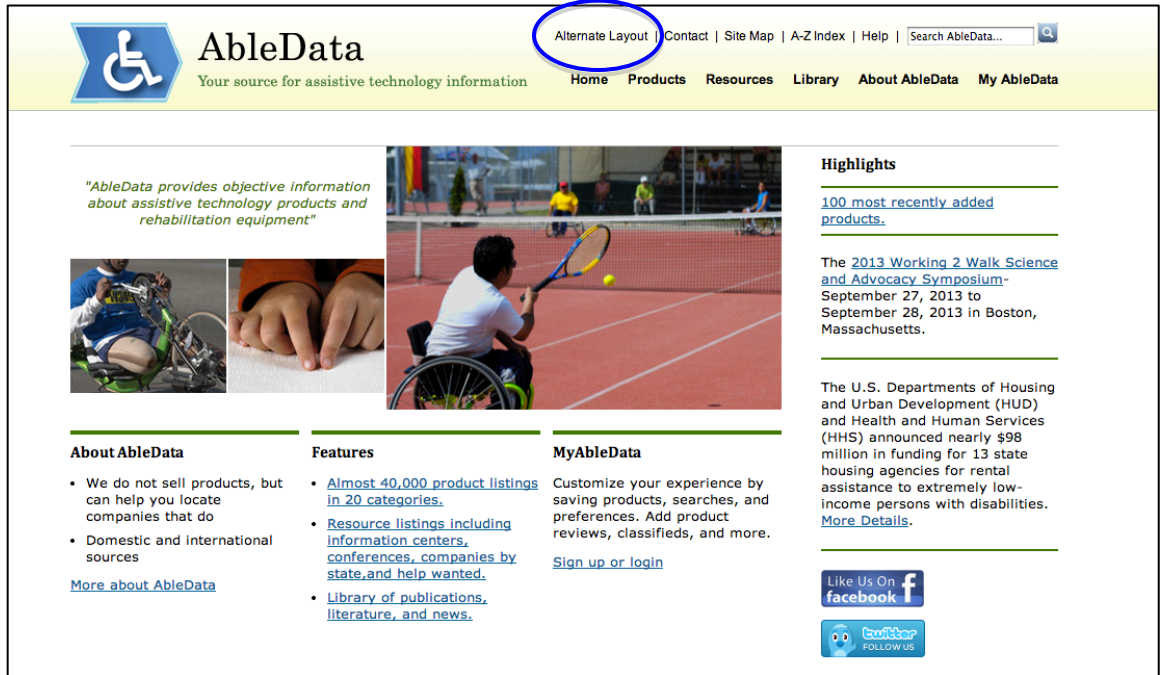 AbleData
Your source for assistive technology information
Alternate Layout | Contact | Site Map | A-Z Index | Help | Search AbleData...
Home Products Resources Library About AbleData My AbleData
"AbleData provides objective information
about assistive technology products and
rehabilitation equipment"
About AbleData
• We do not sell products, but
can help you locate
companies that do
• Domestic and international
sources
More about AbleData
Features
• Almost 40,000 product listings
in 20 categories.
• Resource listings including
information centers,
conferences, companies by
state,and help wanted.
• Library of publications,
literature, and news.
MyAbleData
Customize your experience by
saving products, searches, and
preferences. Add product
reviews, classifieds, and more.
Sign up or login
Highlights
100 most recently added
products.
The 2013 Working 2 Walk Science
and Advocacy Symposium-
September 27, 2013 to
September 28, 2013 in Boston,
Massachusetts.
The U.S. Departments of Housing
and Urban Development (HUD)
and Health and Human Services
(HHS) announced nearly $98
million in funding for 13 state
housing agencies for rental
assistance to extremely low-
income persons with disabilities.
More Details.
Like Us On
facebook
twitter
FOLLOW US